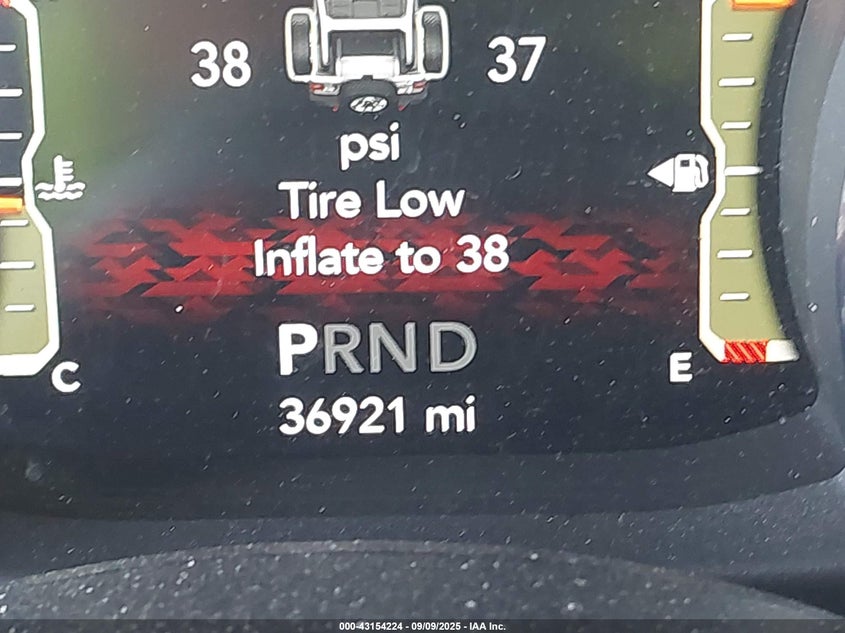 38 37
psi
Tire Low
Inflate to 38
PRND
36921 mi
C E
000-43154224 - 09/09/2025 - IAA Inc.